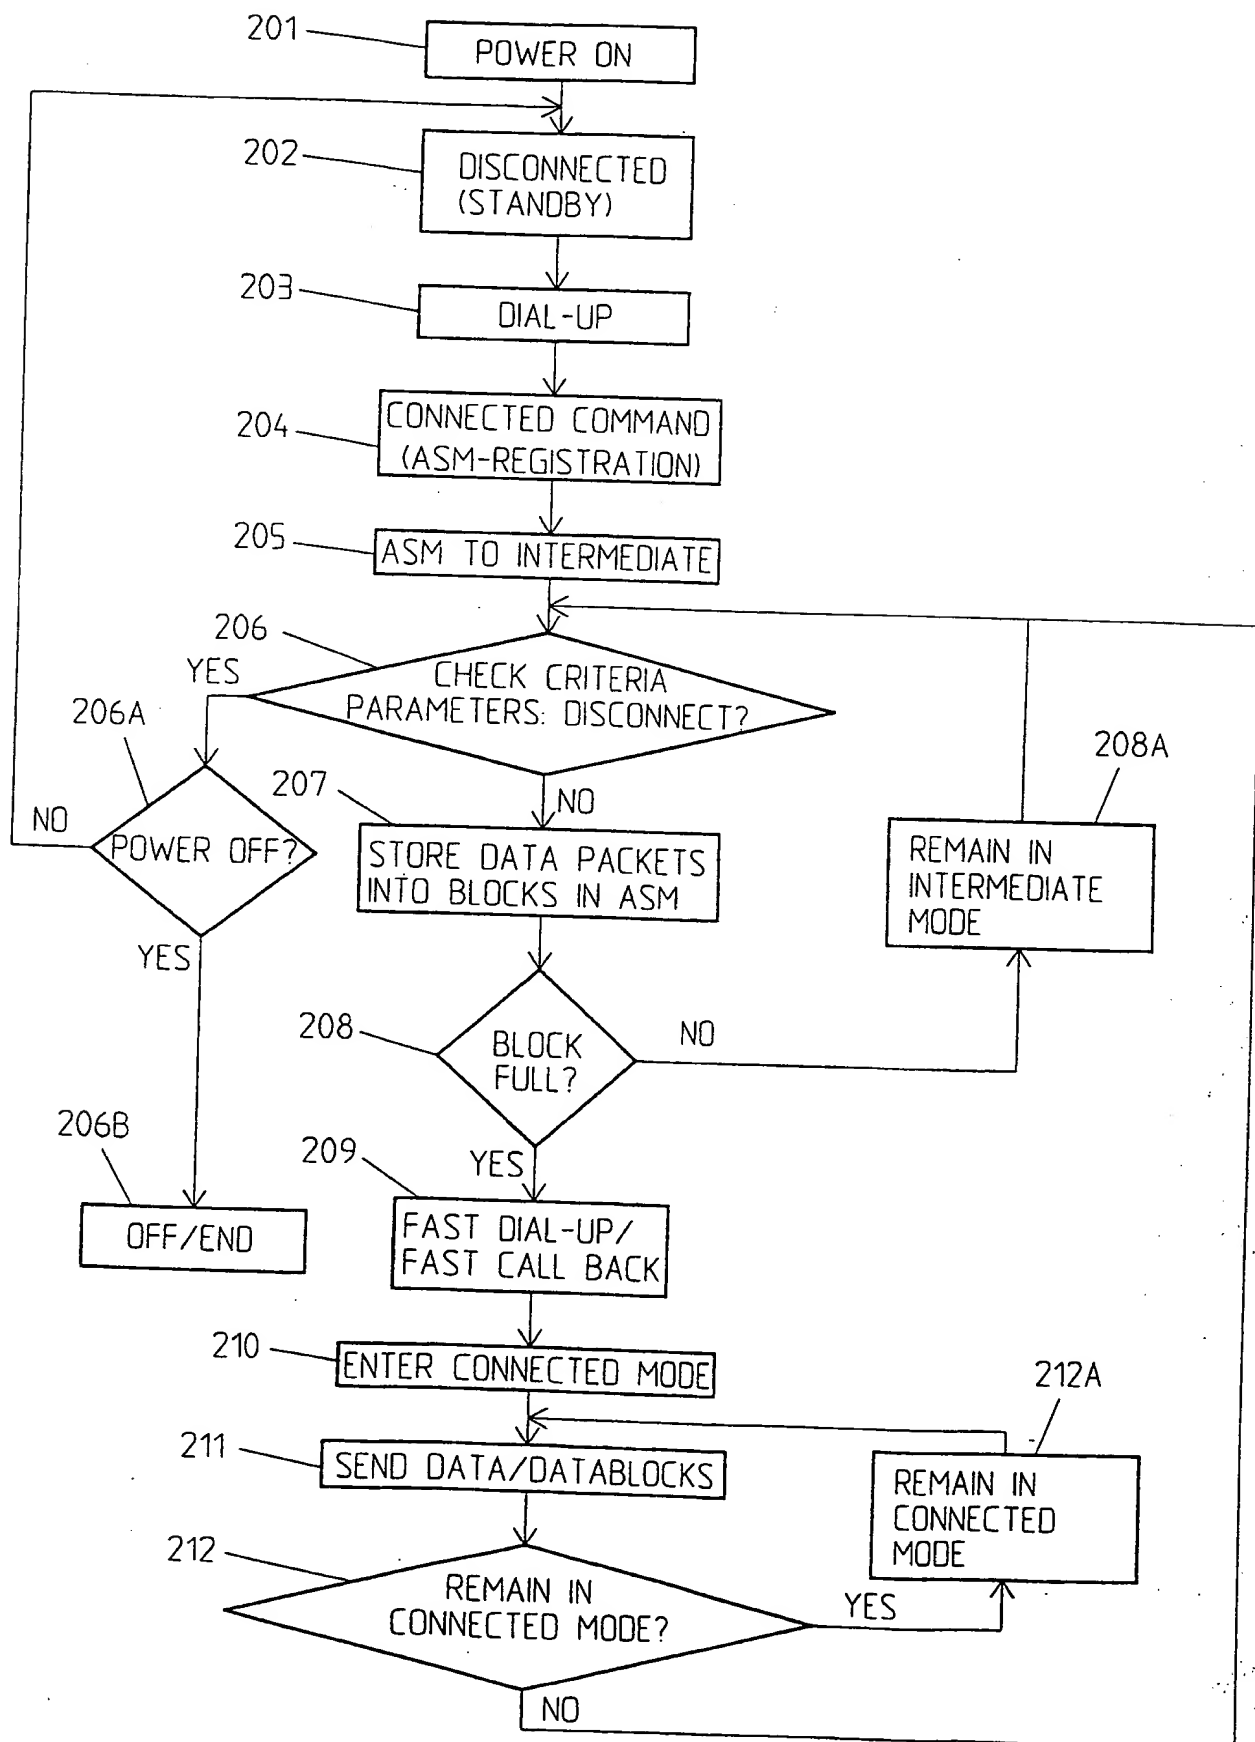 201
POWER ON
202
DISCONNECTED
(STANDBY)
203
DIAL-UP
204
CONNECTED COMMAND
(ASM-REGISTRATION)
205
ASM TO INTERMEDIATE
206
YES
CHECK CRITERIA
PARAMETERS: DISCONNECT?
206A
NO
POWER OFF?
YES
207
NO
STORE DATA PACKETS
INTO BLOCKS IN ASM
208A
REMAIN IN
INTERMEDIATE
MODE
208
BLOCK
FULL?
NO
YES
206B
OFF/END
209
FAST DIAL-UP/
FAST CALL BACK
210
ENTER CONNECTED MODE
211
SEND DATA/DATABLOCKS
212A
REMAIN IN
CONNECTED
MODE
212
REMAIN IN
CONNECTED MODE?
YES
NO